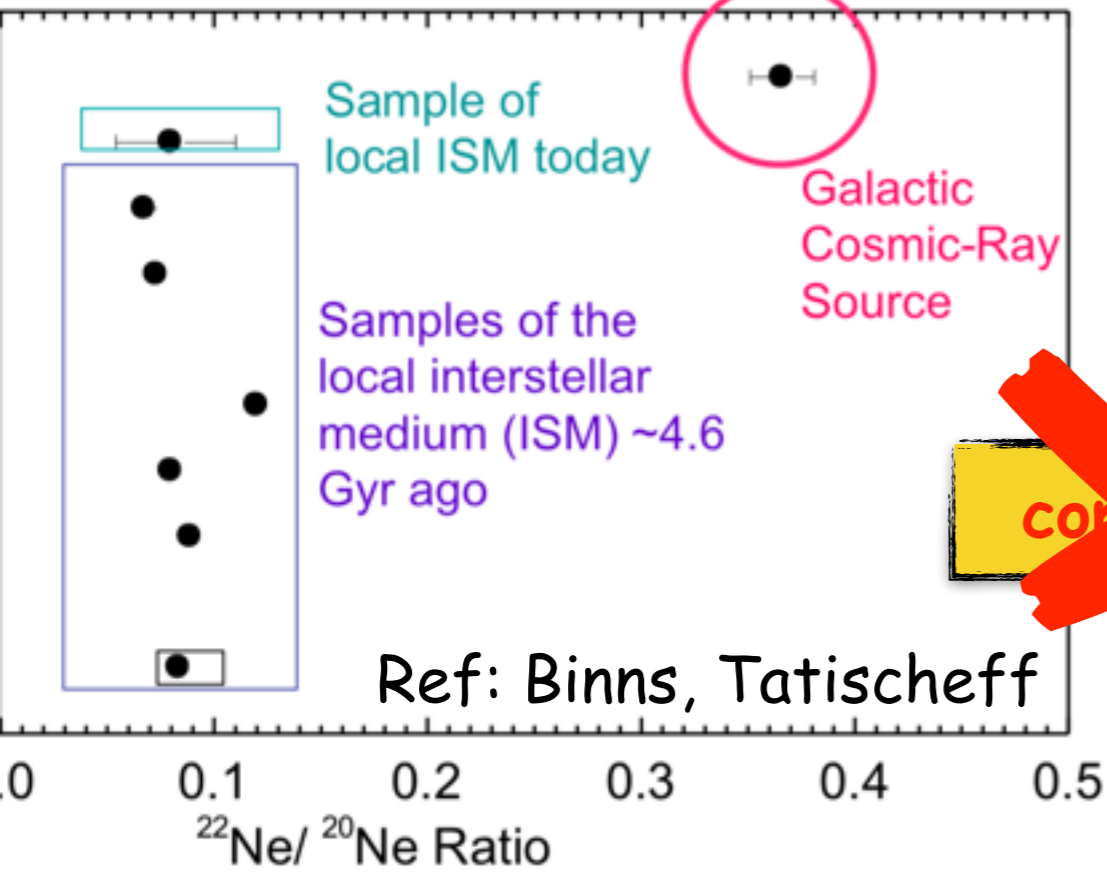 Sample of
local ISM today
Galactic
Cosmic-Ray
Source
Samples of the
local interstellar
medium (ISM) ~4.6
Gyr ago
Ref: Binns, Tatischeff
.0 0.1 0.2 0.3 0.4 0.5
²²Ne/ ²⁰Ne Ratio